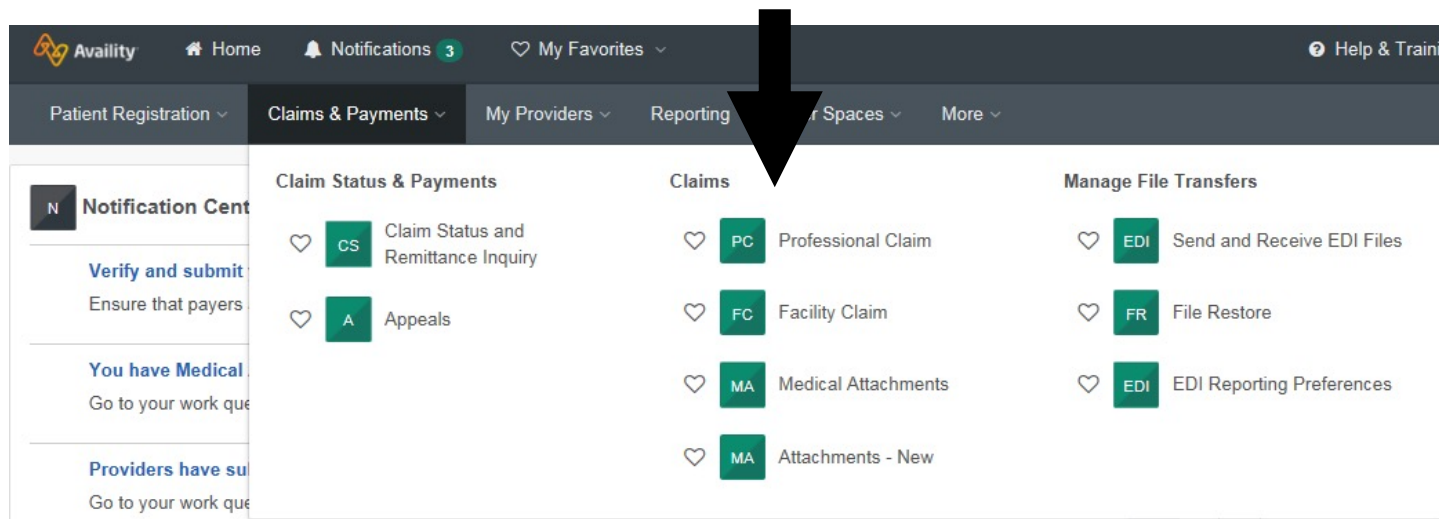 Availity Home Notifications 3 My Favorites Help & Traini
Patient Registration Claims & Payments My Providers Reporting r Spaces More
N Notification Cent
Verify and submit
Ensure that payers
You have Medical
Go to your work que
Providers have su
Go to your work que
Claim Status & Payments
CS Claim Status and
Remittance Inquiry
A Appeals
Claims
PC Professional Claim
FC Facility Claim
MA Medical Attachments
MA Attachments - New
Manage File Transfers
EDI Send and Receive EDI Files
FR File Restore
EDI EDI Reporting Preferences